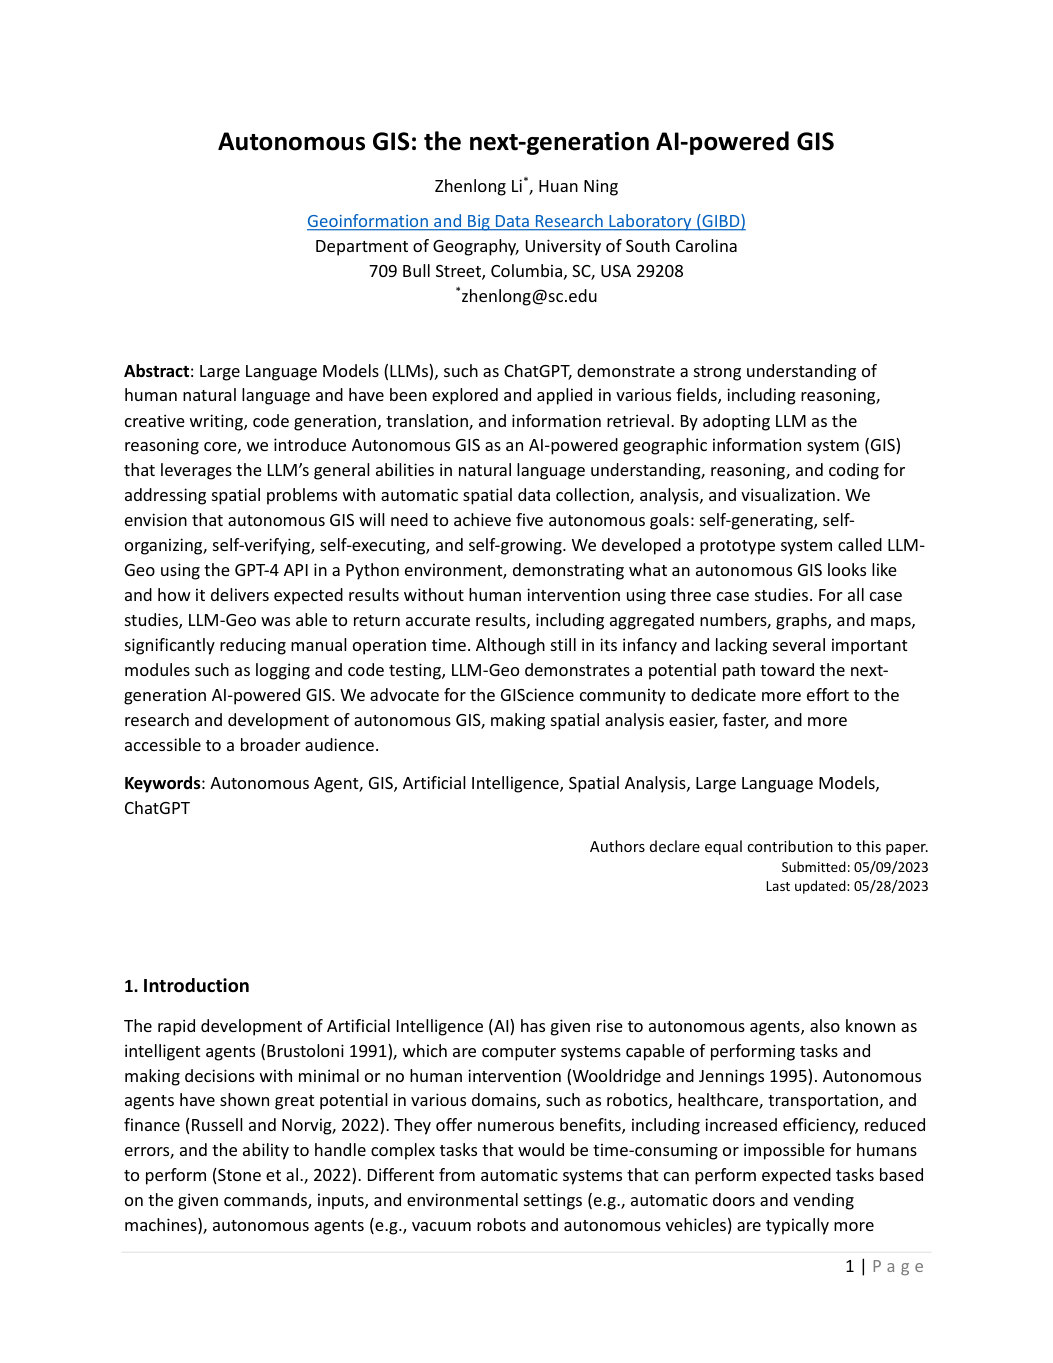 Autonomous GIS: the next-generation AI-powered GIS
Zhenlong Li*, Huan Ning
Geoinformation and Big Data Research Laboratory (GIBD)
Department of Geography, University of South Carolina
709 Bull Street, Columbia, SC, USA 29208
*zhenlong@sc.edu
Abstract: Large Language Models (LLMs), such as ChatGPT, demonstrate a strong understanding of
human natural language and have been explored and applied in various fields, including reasoning,
creative writing, code generation, translation, and information retrieval. By adopting LLM as the
reasoning core, we introduce Autonomous GIS as an AI-powered geographic information system (GIS)
that leverages the LLM’s general abilities in natural language understanding, reasoning, and coding for
addressing spatial problems with automatic spatial data collection, analysis, and visualization. We
envision that autonomous GIS will need to achieve five autonomous goals: self-generating, self-
organizing, self-verifying, self-executing, and self-growing. We developed a prototype system called LLM-
Geo using the GPT-4 API in a Python environment, demonstrating what an autonomous GIS looks like
and how it delivers expected results without human intervention using three case studies. For all case
studies, LLM-Geo was able to return accurate results, including aggregated numbers, graphs, and maps,
significantly reducing manual operation time. Although still in its infancy and lacking several important
modules such as logging and code testing, LLM-Geo demonstrates a potential path toward the next-
generation AI-powered GIS. We advocate for the GIScience community to dedicate more effort to the
research and development of autonomous GIS, making spatial analysis easier, faster, and more
accessible to a broader audience.
Keywords: Autonomous Agent, GIS, Artificial Intelligence, Spatial Analysis, Large Language Models,
ChatGPT
Authors declare equal contribution to this paper.
Submitted: 05/09/2023
Last updated: 05/28/2023
1. Introduction
The rapid development of Artificial Intelligence (AI) has given rise to autonomous agents, also known as
intelligent agents (Brustoloni 1991), which are computer systems capable of performing tasks and
making decisions with minimal or no human intervention (Wooldridge and Jennings 1995). Autonomous
agents have shown great potential in various domains, such as robotics, healthcare, transportation, and
finance (Russell and Norvig, 2022). They offer numerous benefits, including increased efficiency, reduced
errors, and the ability to handle complex tasks that would be time-consuming or impossible for humans
to perform (Stone et al., 2022). Different from automatic systems that can perform expected tasks based
on the given commands, inputs, and environmental settings (e.g., automatic doors and vending
machines), autonomous agents (e.g., vacuum robots and autonomous vehicles) are typically more
1 | Page